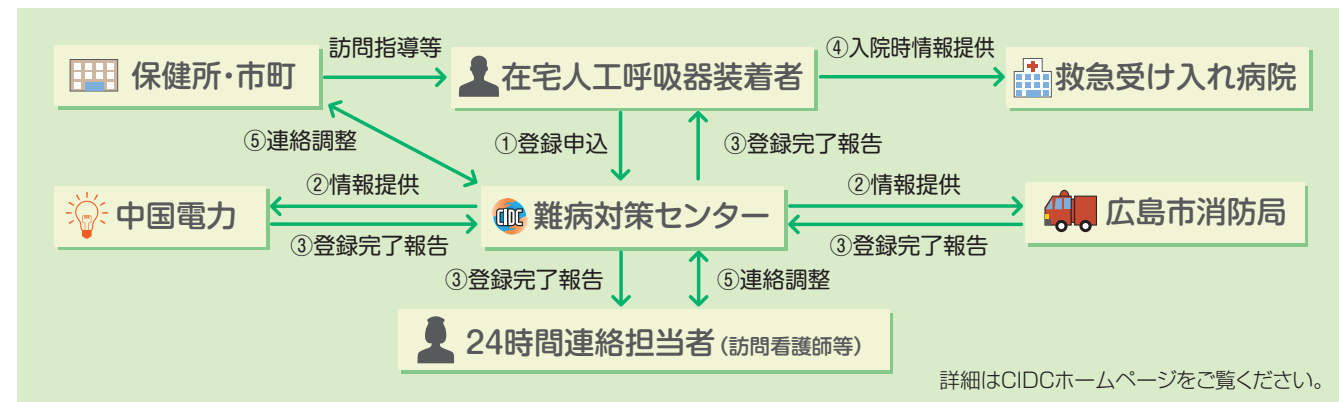 訪問指導等
④入院時情報提供
保健所・市町
在宅人工呼吸器装着者
救急受け入れ病院
⑤連絡調整
①登録申込
③登録完了報告
②情報提供
②情報提供
中国電力
CIDC 難病対策センター
広島市消防局
③登録完了報告
③登録完了報告
③登録完了報告
⑤連絡調整
24時間連絡担当者(訪問看護師等)
詳細はCIDCホームページをご覧ください。